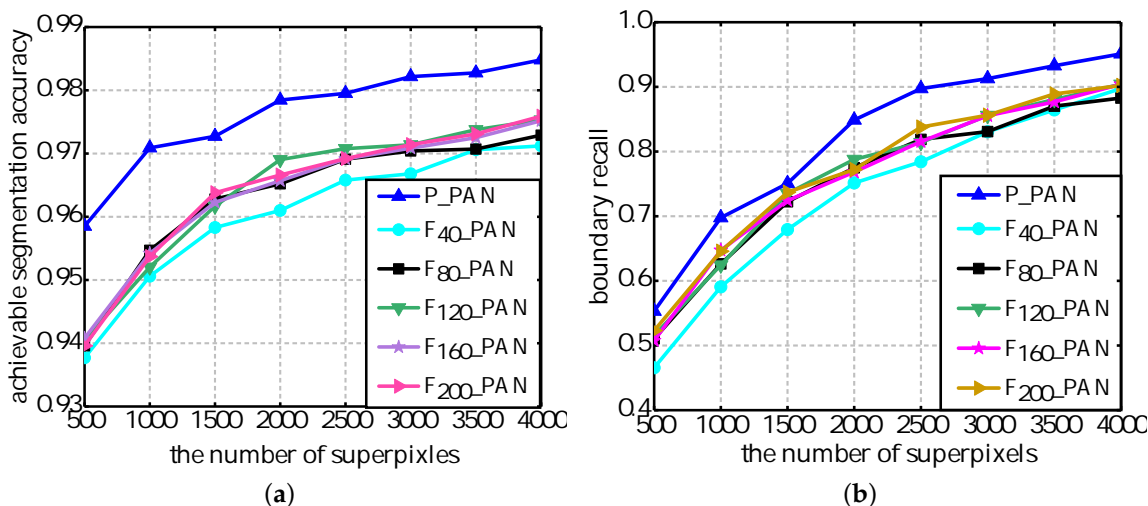 achievable segmentation accuracy
0.99
0.98
0.97
0.96
0.95
0.94
0.93
P_PAN
F40_PAN
F80_PAN
F120_PAN
F160_PAN
F200_PAN
500 1000 1500 2000 2500 3000 3500 4000
the number of superpixles
(a)
boundary recall
1.0
0.9
0.8
0.7
0.6
0.5
0.4
P_PAN
F40_PAN
F80_PAN
F120_PAN
F160_PAN
F200_PAN
500 1000 1500 2000 2500 3000 3500 4000
the number of superpixels
(b)